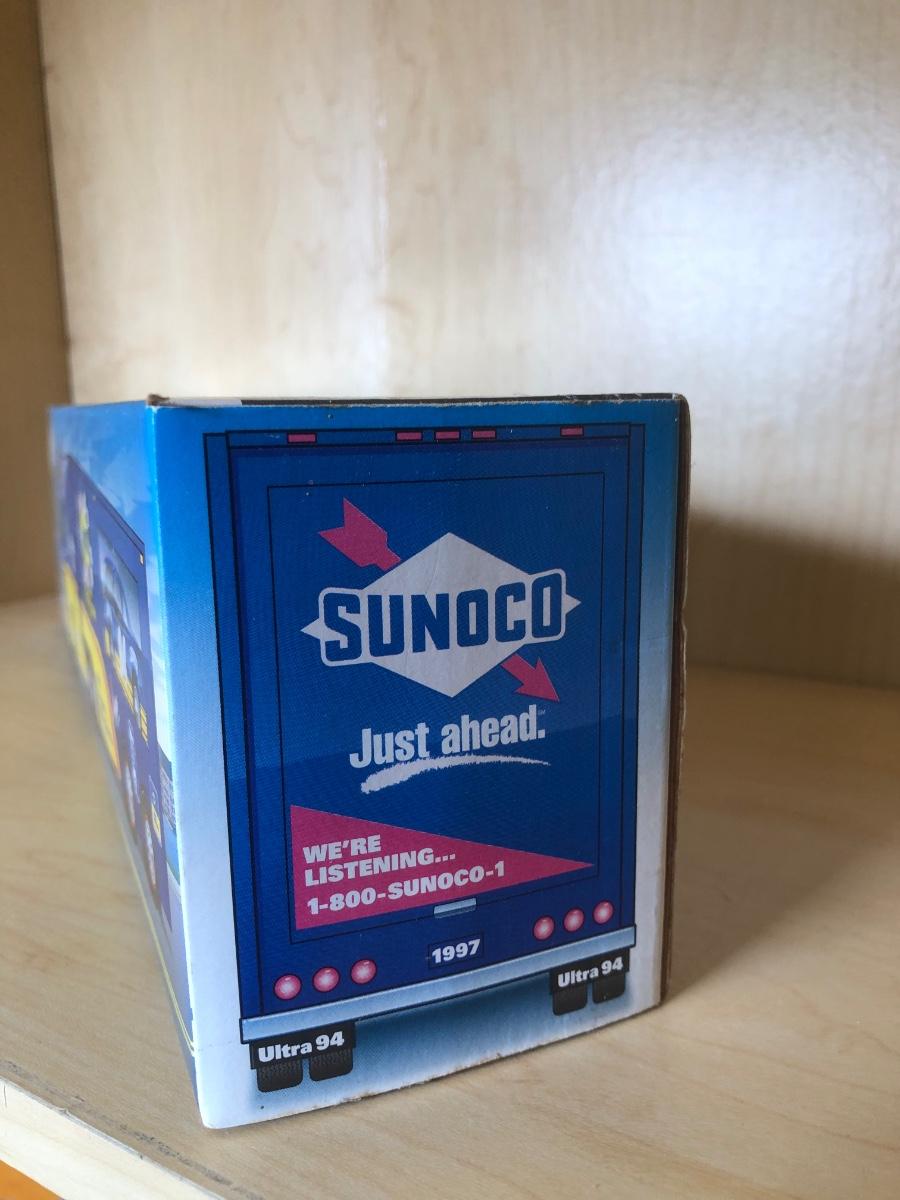 SUNOCO
Just ahead.
WE'RE
LISTENING...
1-800-SUNOCO-1
1997
Ultra 94
Ultra 94